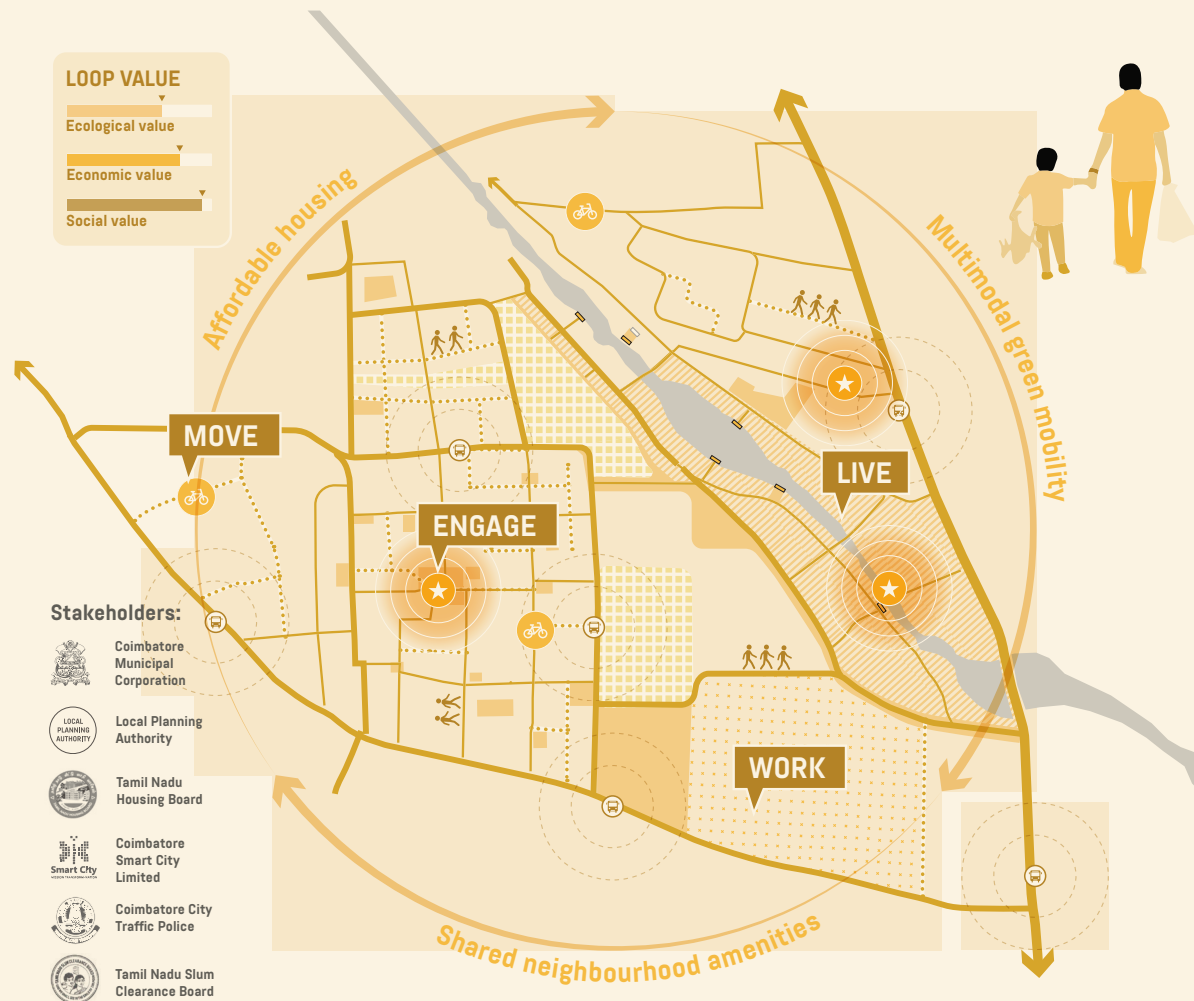 LOOP VALUE
Ecological value
Economic value
Social value
Affordable housing
Multimodal green mobility
MOVE
LIVE
ENGAGE
WORK
Shared neighbourhood amenities
Stakeholders:
Coimbatore
Municipal
Corporation
LOCAL
PLANNING
AUTHORITY
Local Planning
Authority
Tamil Nadu
Housing Board
Smart City
Coimbatore
Smart City
Limited
Coimbatore City
Traffic Police
Tamil Nadu Slum
Clearance Board